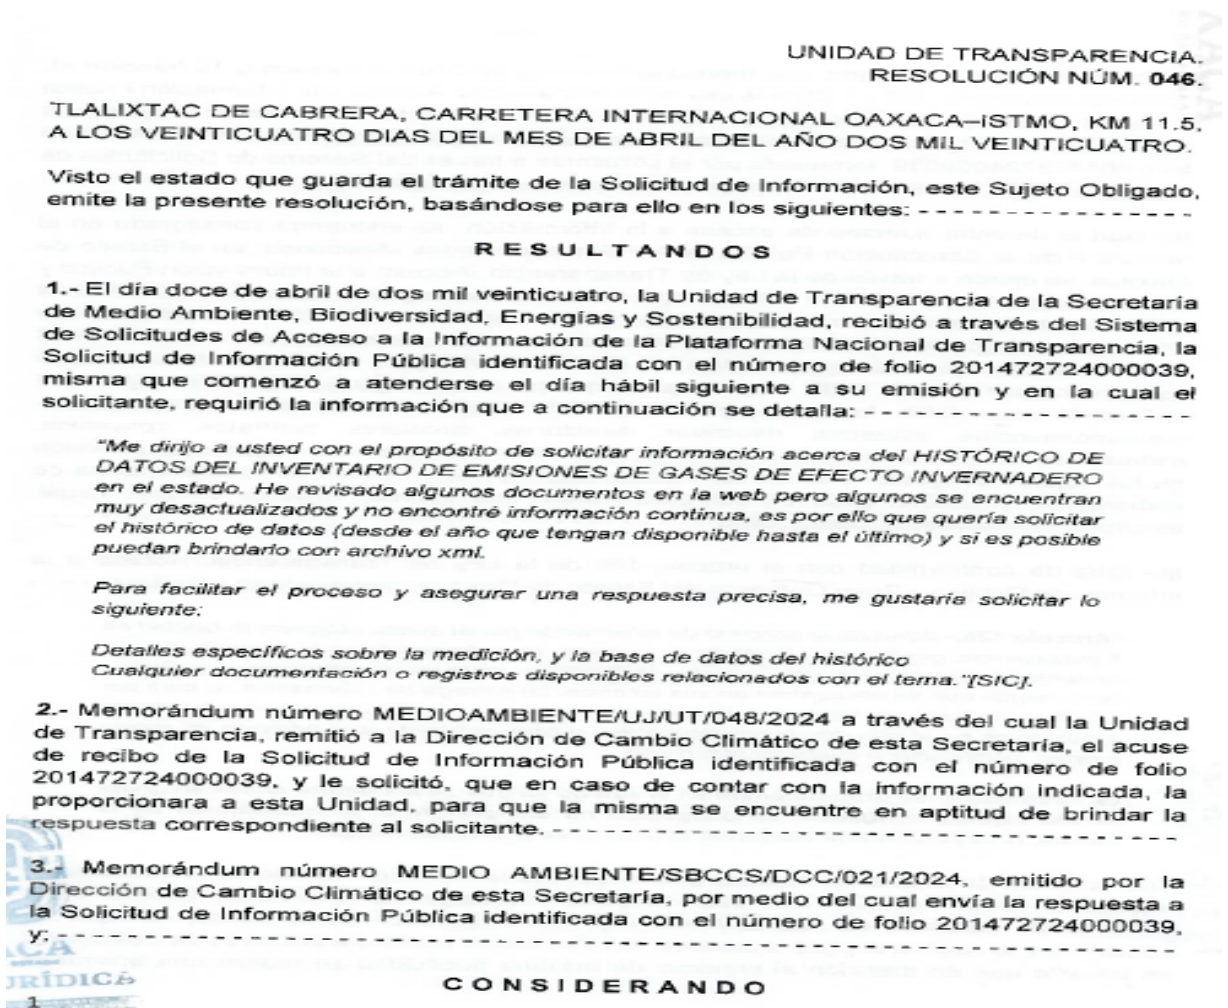 UNIDAD DE TRANSPARENCIA.
RESOLUCIÓN NÚM. 046.
TLALIXTAC DE CABRERA, CARRETERA INTERNACIONAL OAXACA–ISTMO, KM 11.5,
A LOS VEINTICUATRO DIAS DEL MES DE ABRIL DEL AÑO DOS MIL VEINTICUATRO.
Visto el estado que guarda el trámite de la Solicitud de Información, este Sujeto Obligado,
emite la presente resolución, basándose para ello en los siguientes: - - - - - - - - - - - - - - - -
R E S U L T A N D O S
1.- El día doce de abril de dos mil veinticuatro, la Unidad de Transparencia de la Secretaría
de Medio Ambiente, Biodiversidad, Energías y Sostenibilidad, recibió a través del Sistema
de Solicitudes de Acceso a la Información de la Plataforma Nacional de Transparencia, la
Solicitud de Información Pública identificada con el número de folio 201472724000039,
misma que comenzó a atenderse el día hábil siguiente a su emisión y en la cual el
solicitante, requirió la información que a continuación se detalla: - - - - - - - - - - - - - - - - - - -
"Me dirijo a usted con el propósito de solicitar información acerca del HISTÓRICO DE
DATOS DEL INVENTARIO DE EMISIONES DE GASES DE EFECTO INVERNADERO
en el estado. He revisado algunos documentos en la web pero algunos se encuentran
muy desactualizados y no encontré información continua, es por ello que quería solicitar
el histórico de datos (desde el año que tengan disponible hasta el último) y si es posible
puedan brindarlo con archivo xml.
Para facilitar el proceso y asegurar una respuesta precisa, me gustaría solicitar lo
siguiente:
Detalles específicos sobre la medición, y la base de datos del histórico
Cualquier documentación o registros disponibles relacionados con el tema."[SIC].
2.- Memorándum número MEDIOAMBIENTE/UJ/UT/048/2024 a través del cual la Unidad
de Transparencia, remitió a la Dirección de Cambio Climático de esta Secretaría, el acuse
de recibo de la Solicitud de Información Pública identificada con el número de folio
201472724000039, y le solicitó, que en caso de contar con la información indicada, la
proporcionara a esta Unidad, para que la misma se encuentre en aptitud de brindar la
respuesta correspondiente al solicitante. - - - - - - - - - - - - - - - - - - - - - - - - - - - - - - - - - - - - -
3.- Memorándum número MEDIO AMBIENTE/SBCCS/DCC/021/2024, emitido por la
Dirección de Cambio Climático de esta Secretaría, por medio del cual envía la respuesta a
la Solicitud de Información Pública identificada con el número de folio 201472724000039,
y; - - - - - - - - - - - - - - - - - - - - - - - - - - - - - - - - - - - - - - - - - - - - - - - - - - - - - - - - - - - - - - - -
ACA
URÍDICA
C O N S I D E R A N D O
1